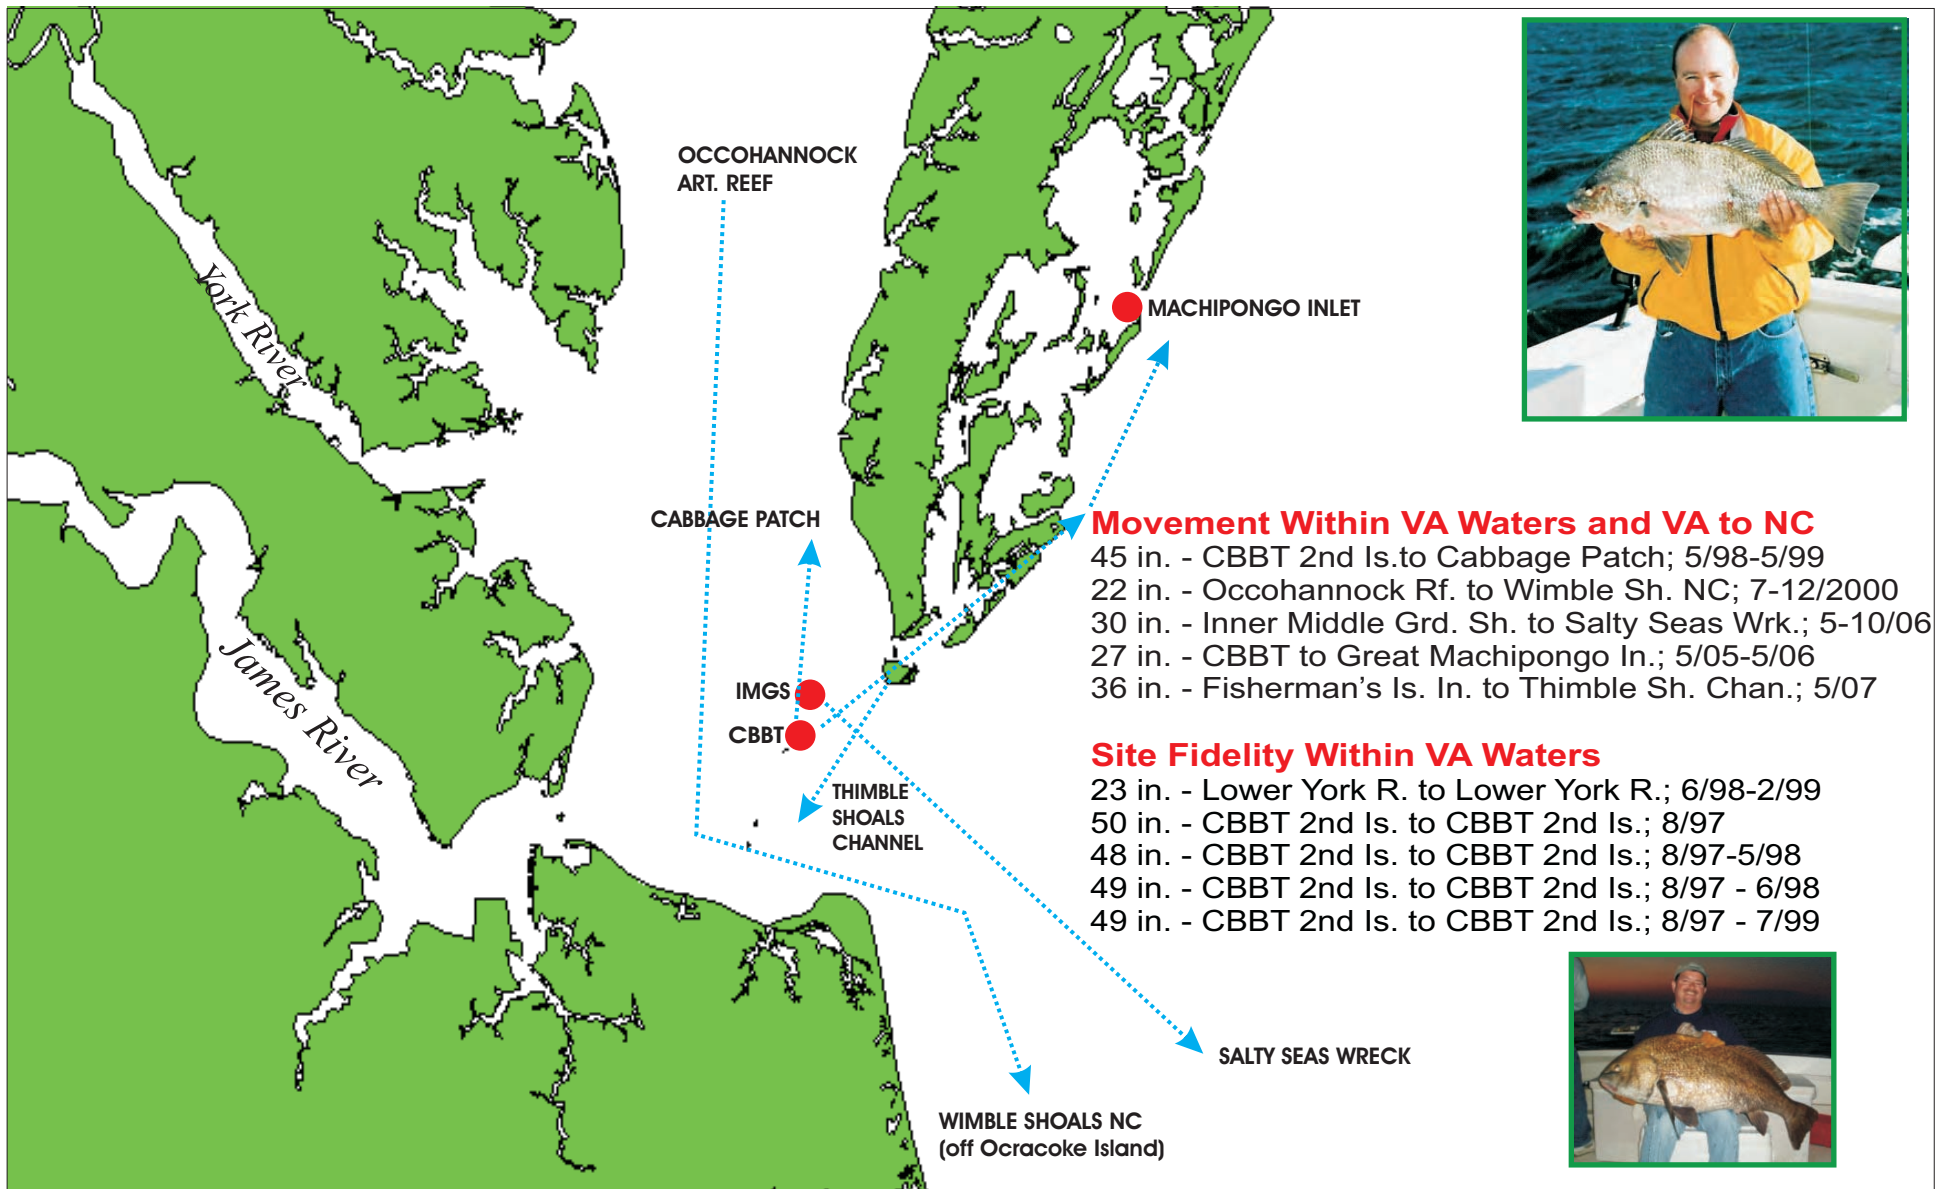 OCCOHANNOCK
ART. REEF
York River
MACHIPONGO INLET
CABBAGE PATCH
Movement Within VA Waters and VA to NC
45 in. - CBBT 2nd Is.to Cabbage Patch; 5/98-5/99
22 in. - Occohannock Rf. to Wimble Sh. NC; 7-12/2000
30 in. - Inner Middle Grd. Sh. to Salty Seas Wrk.; 5-10/06
27 in. - CBBT to Great Machipongo In.; 5/05-5/06
36 in. - Fisherman's Is. In. to Thimble Sh. Chan.; 5/07
James River
IMGS
CBBT
Site Fidelity Within VA Waters
23 in. - Lower York R. to Lower York R.; 6/98-2/99
50 in. - CBBT 2nd Is. to CBBT 2nd Is.; 8/97
48 in. - CBBT 2nd Is. to CBBT 2nd Is.; 8/97-5/98
49 in. - CBBT 2nd Is. to CBBT 2nd Is.; 8/97 - 6/98
49 in. - CBBT 2nd Is. to CBBT 2nd Is.; 8/97 - 7/99
THIMBLE
SHOALS
CHANNEL
SALTY SEAS WRECK
WIMBLE SHOALS NC
(off Ocracoke Island)